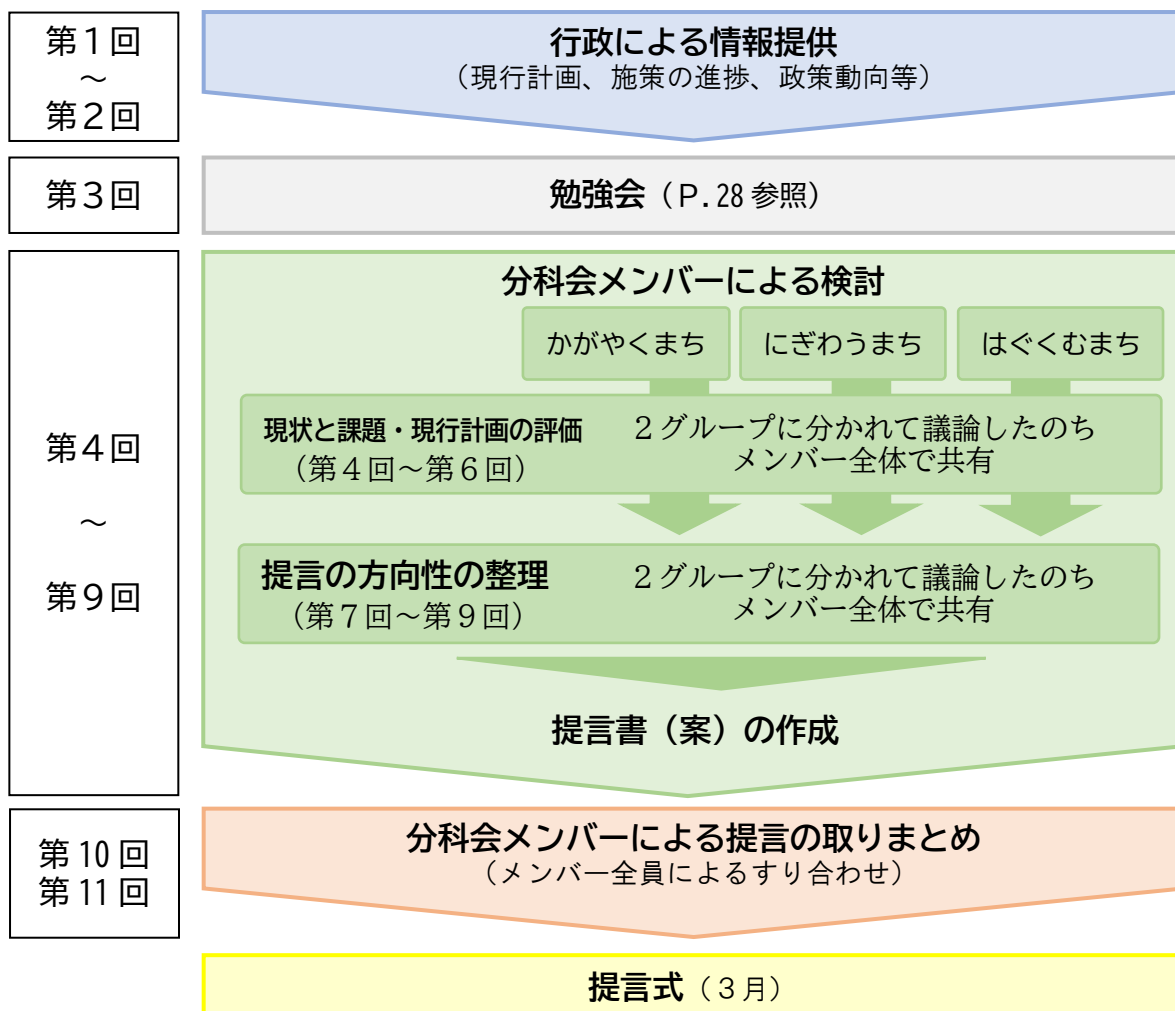 第１回
～
第２回
行政による情報提供
（現行計画、施策の進捗、政策動向等）
第３回
勉強会（Ｐ.28 参照）
第４回
～
第９回
分科会メンバーによる検討
かがやくまち
にぎわうまち
はぐくむまち
現状と課題・現行計画の評価
（第４回～第６回）
２グループに分かれて議論したのち
メンバー全体で共有
提言の方向性の整理
（第７回～第９回）
２グループに分かれて議論したのち
メンバー全体で共有
提言書（案）の作成
第 10 回
第 11 回
分科会メンバーによる提言の取りまとめ
（メンバー全員によるすり合わせ）
提言式（３月）